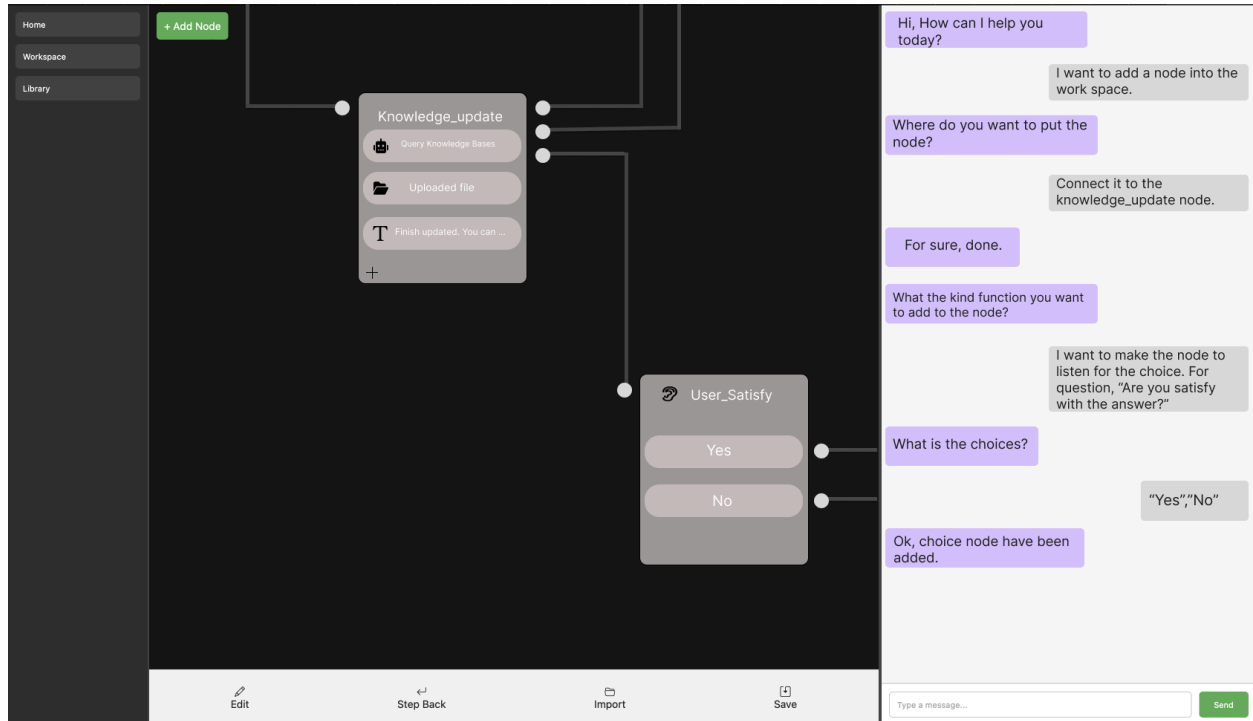 Home
Workspace
Library
+ Add Node
Knowledge_update
Query Knowledge Bases
Uploaded file
T Finish updated. You can ...
+
User_Satisfy
Yes
No
Edit
Step Back
Import
Save
Hi, How can I help you
today?
I want to add a node into the
work space.
Where do you want to put the
node?
Connect it to the
knowledge_update node.
For sure, done.
What the kind function you want
to add to the node?
I want to make the node to
listen for the choice. For
question, “Are you satisfy
with the answer?”
What is the choices?
“Yes”,”No”
Ok, choice node have been
added.
Type a message...
Send